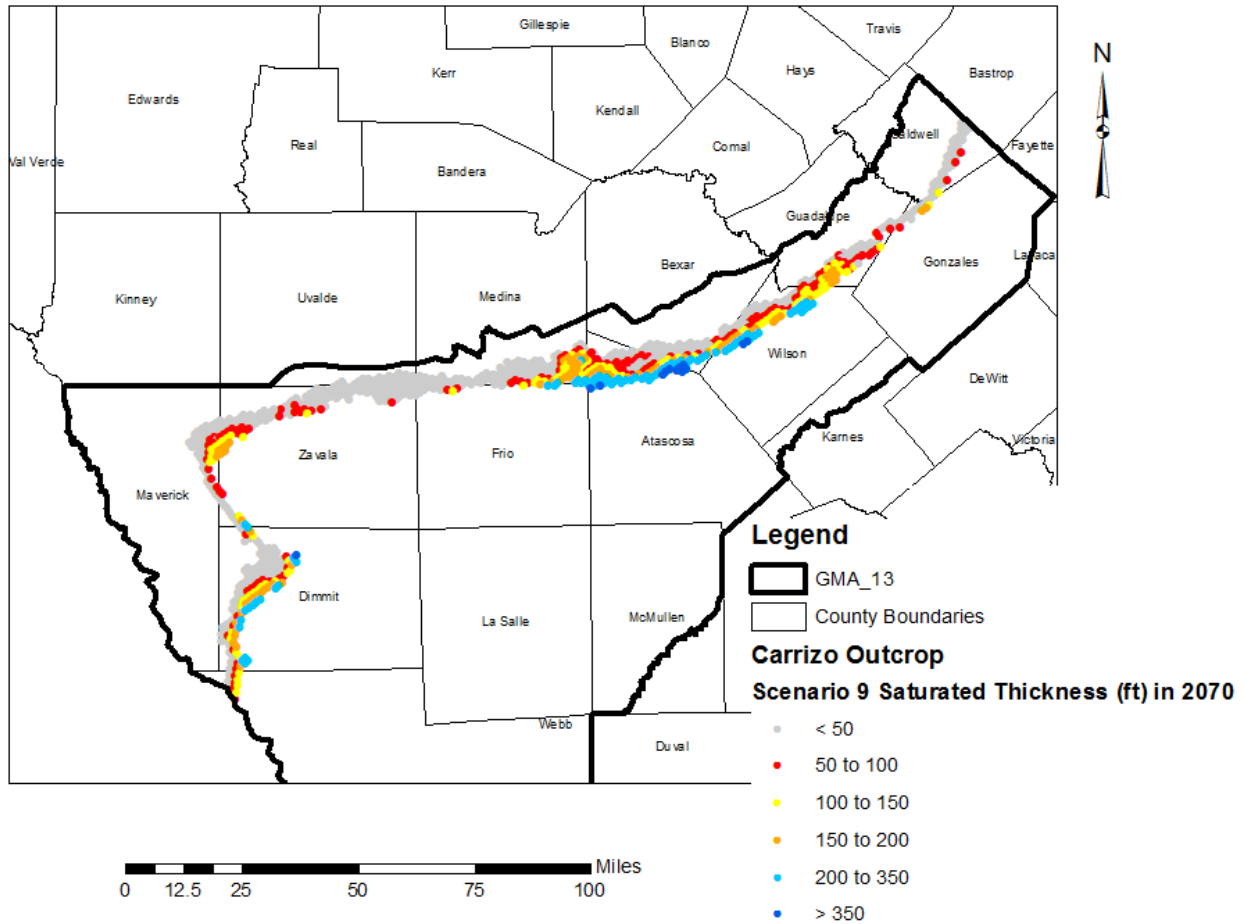 Gillespie
Travis
Blanco
N
Kerr
Hays
Bastrop
Edwards
Kendall
Caldwell
Real
Comal
Fayette
Val Verde
Bandera
Guadalupe
Lavaca
Bexar
Gonzales
Kinney
Uvalde
Medina
Wilson
DeWitt
Karnes
Victoria
Atascosa
Zavala
Frio
Maverick
Dimmit
La Salle
McMullen
Webb
Duval
Legend
GMA_13
County Boundaries
Carrizo Outcrop
Scenario 9 Saturated Thickness (ft) in 2070
< 50
50 to 100
100 to 150
150 to 200
200 to 350
> 350
Miles
0 12.5 25 50 75 100